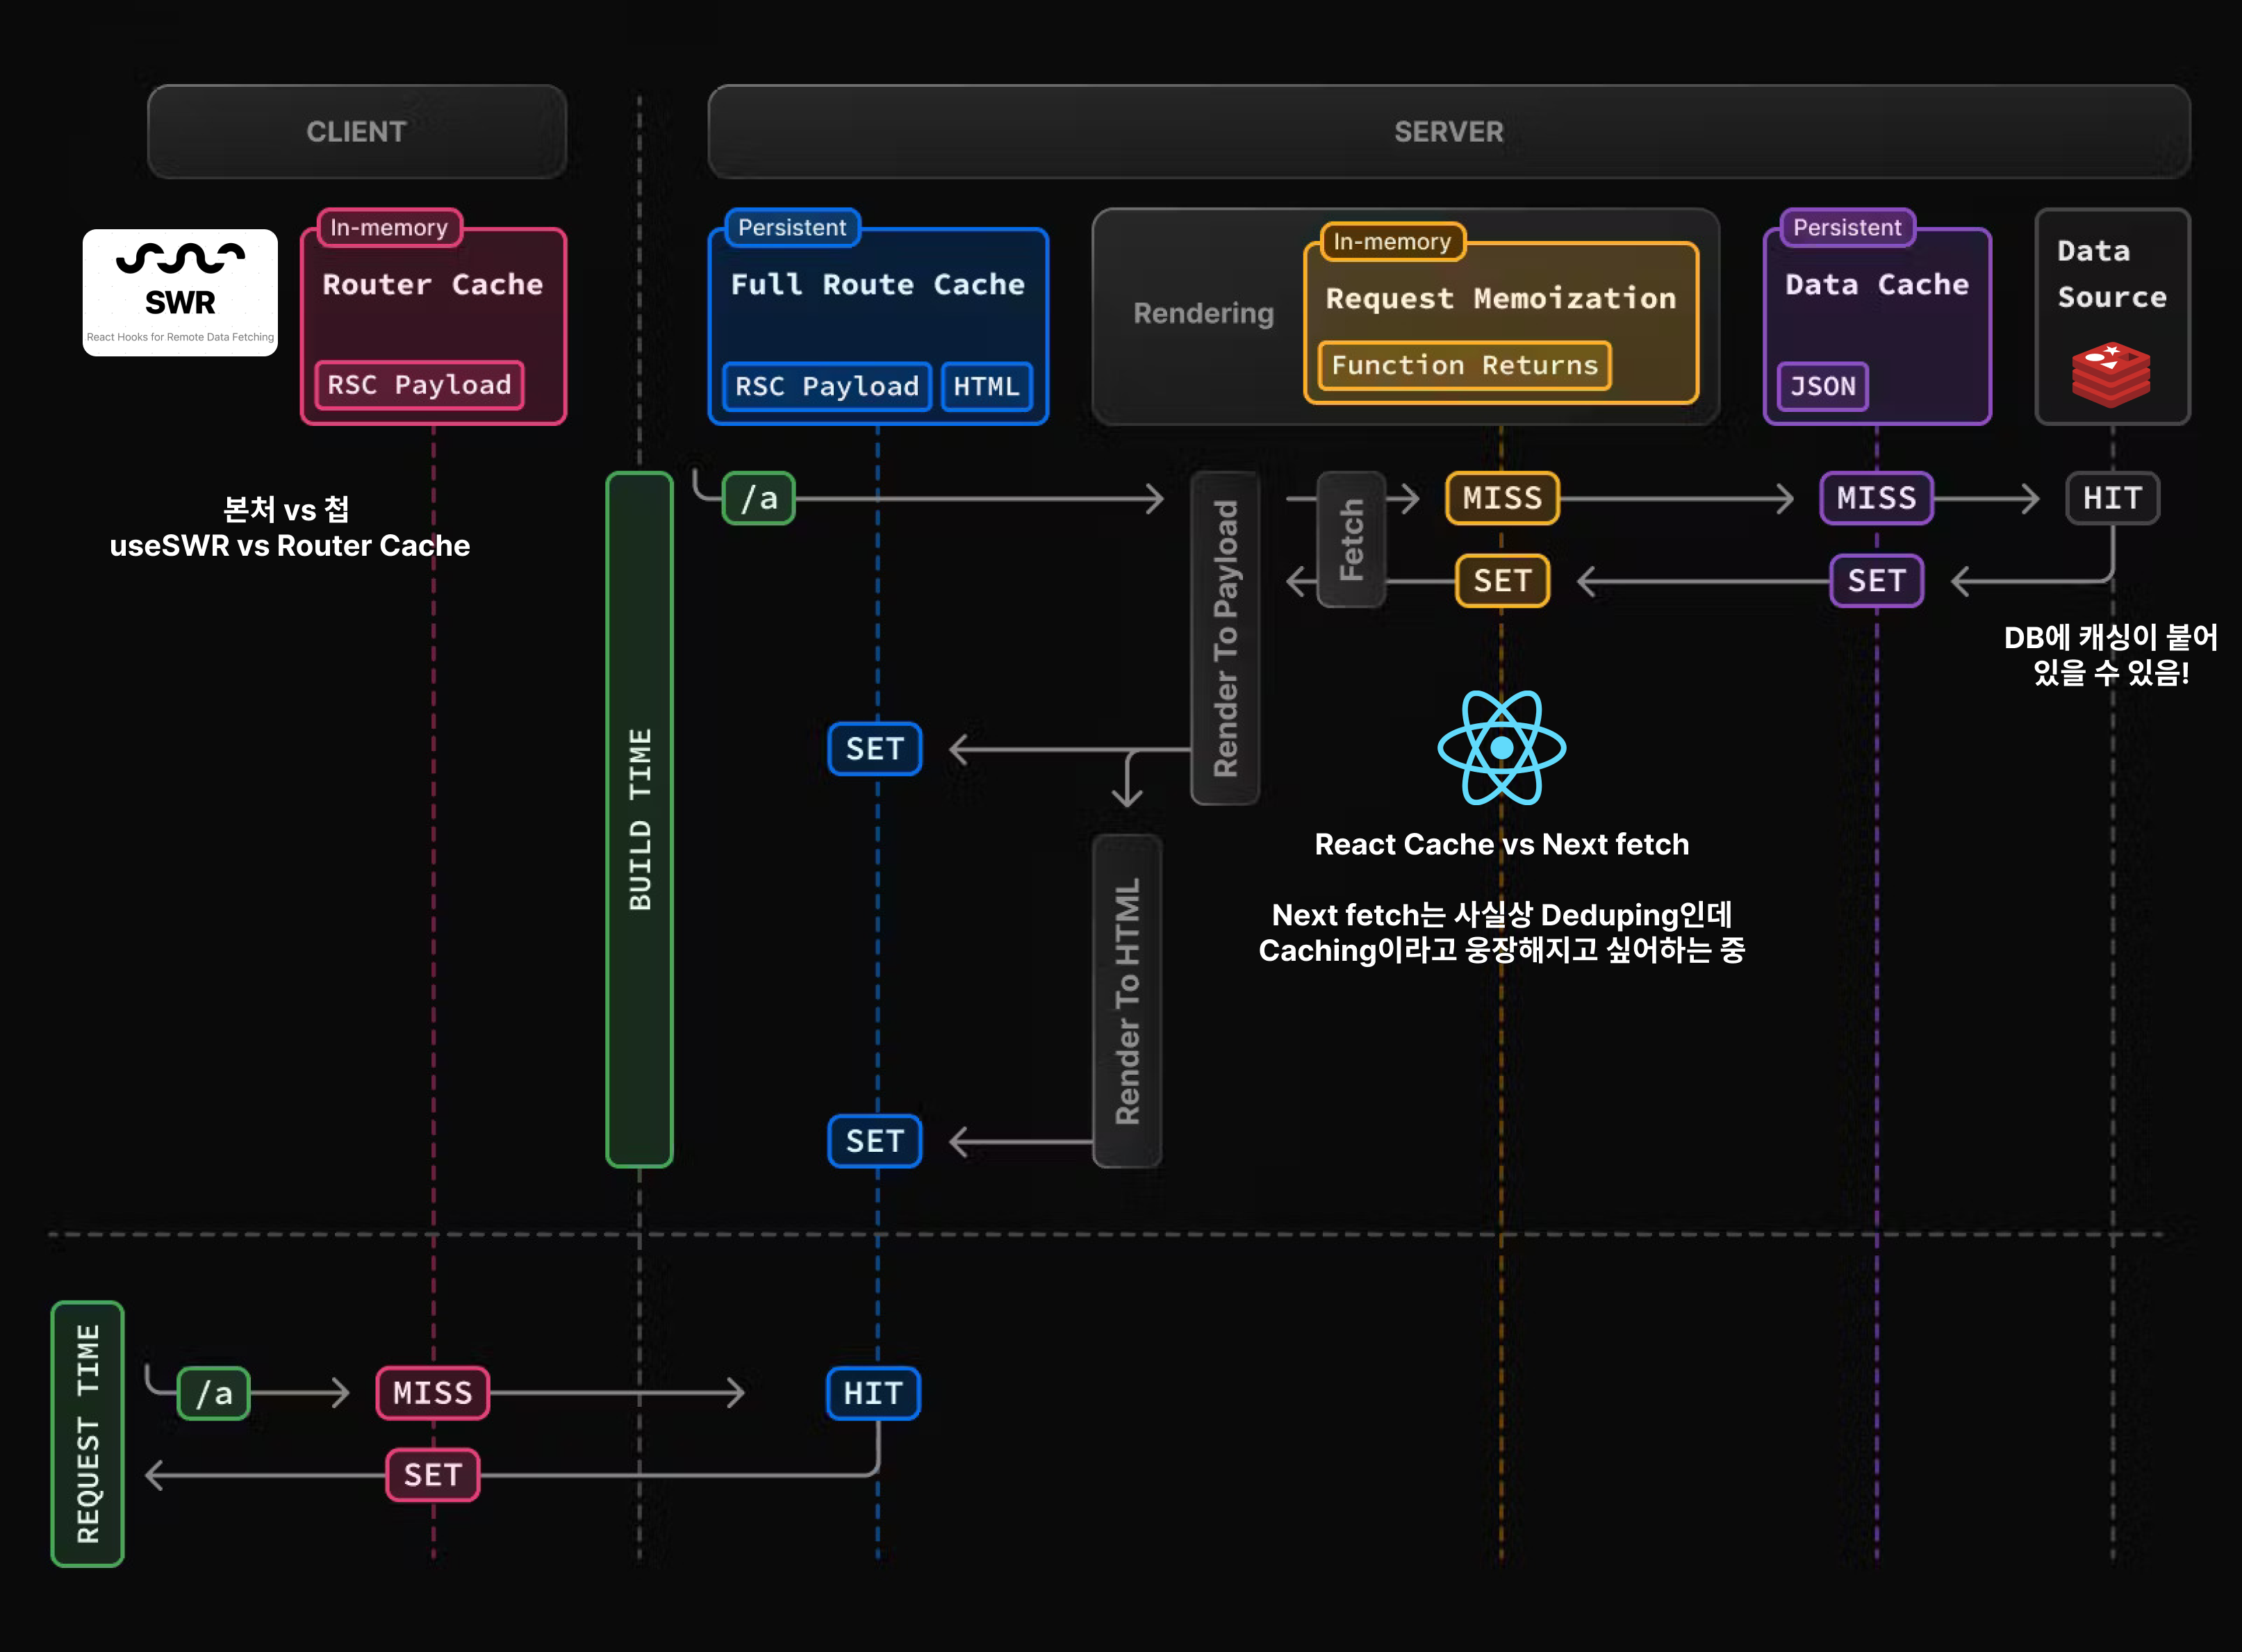 CLIENT
SERVER
SWR
React Hooks for Remote Data Fetching
In-memory
Router Cache
RSC Payload
Persistent
Full Route Cache
RSC Payload
HTML
Rendering
In-memory
Request Memoization
Function Returns
Persistent
Data Cache
JSON
Data
Source
본처 vs 첩
useSWR vs Router Cache
BUILD TIME
/a
Render To Payload
Fetch
MISS
MISS
HIT
SET
SET
DB에 캐싱이 붙어
있을 수 있음!
SET
React Cache vs Next fetch
Next fetch는 사실상 Deduping인데
Caching이라고 웅장해지고 싶어하는 중
Render To HTML
SET
REQUEST TIME
/a
MISS
HIT
SET